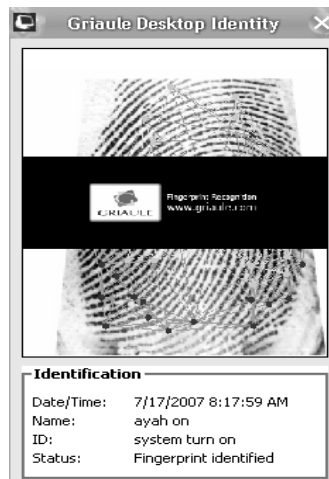 Griaule Desktop Identity
Fingerprint Recognition
www.griaule.com
GRIAULE
Identification
Date/Time: 7/17/2007 8:17:59 AM
Name: ayah on
ID: system turn on
Status: Fingerprint identified